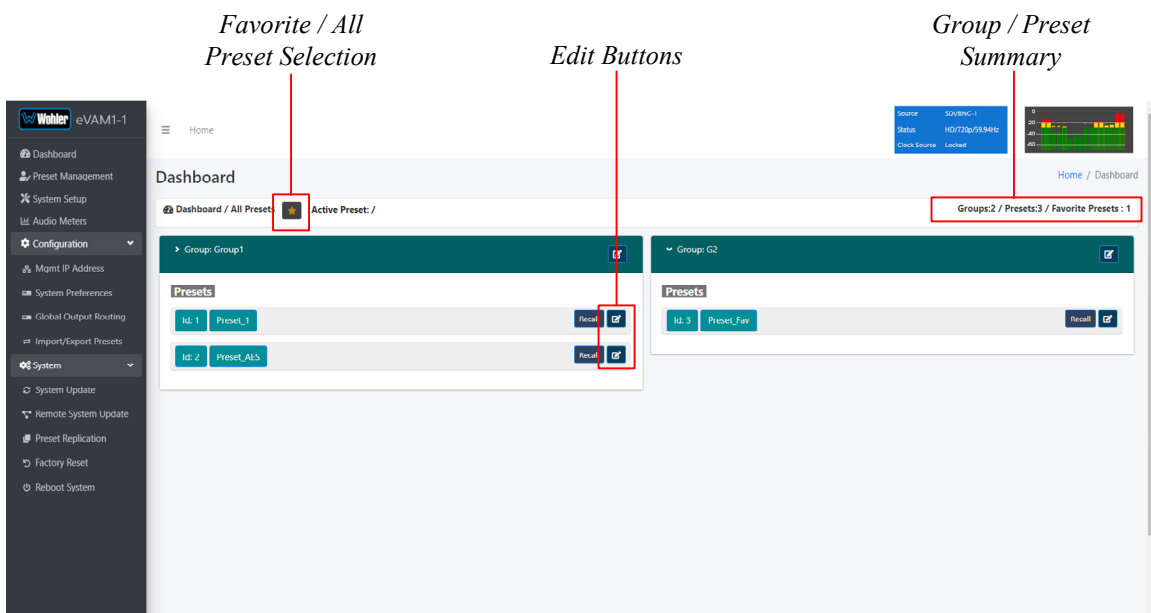 Favorite / All
Preset Selection
Edit Buttons
Group / Preset
Summary
Wohler eVAM1-1
Dashboard
Preset Management
System Setup
Audio Meters
Configuration
Mgmt IP Address
System Preferences
Global Output Routing
Import/Export Presets
System
System Update
Remote System Update
Preset Replication
Factory Reset
Reboot System
Home
Source SDI/BNC-1
Status HD/720p/59.94Hz
Clock Source Locked
0
20
-40
-60
Dashboard
Home / Dashboard
Dashboard / All Presets Active Preset: /
Groups:2 / Presets:3 / Favorite Presets : 1
Group: Group1
Presets
Id: 1 Preset_1 Recall
Id: 2 Preset_AES Recall
Group: G2
Presets
Id: 3 Preset_Fav Recall